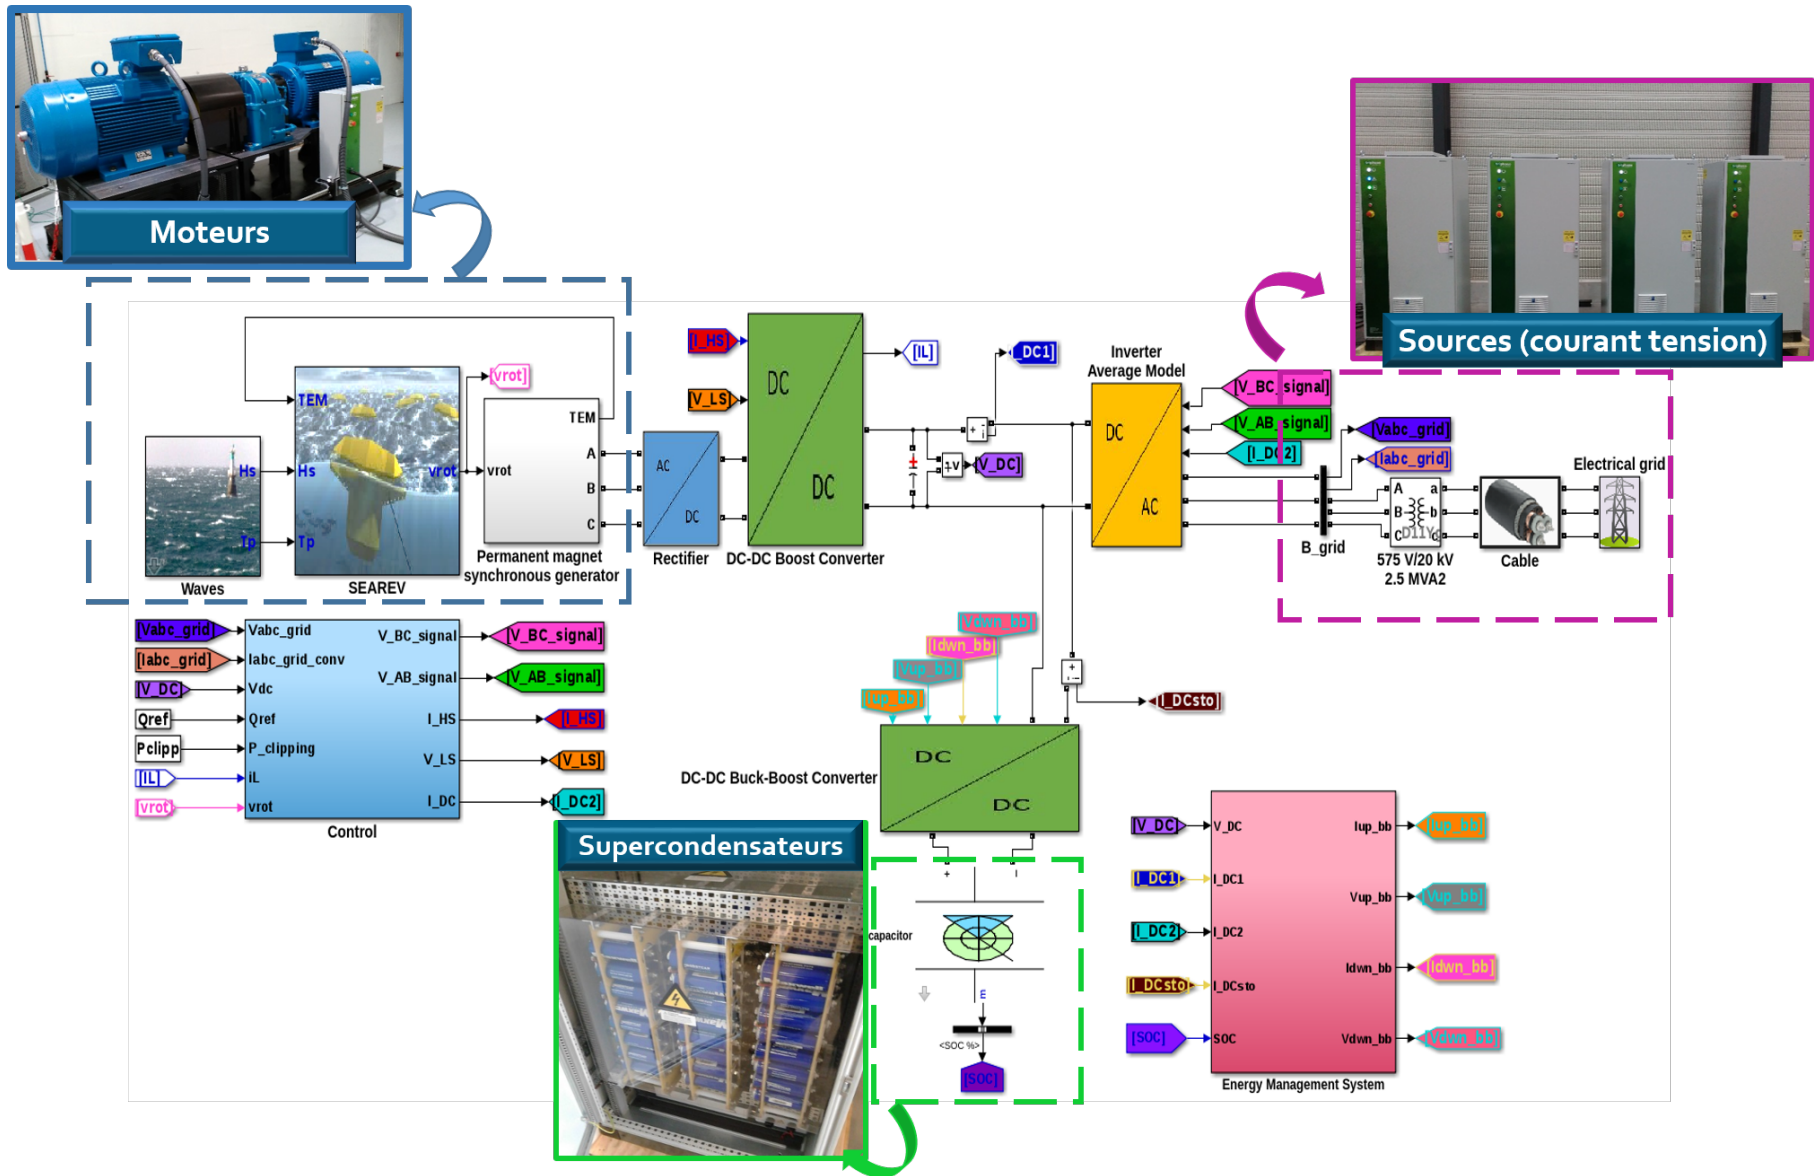 Moteurs
Sources (courant tension)
[I_HS]
[V_LS]
DC
DC
[IL]
_DC1]
[V_DC]
DC-DC Boost Converter
Inverter
Average Model
DC
AC
[V_BC_signal]
[V_AB_signal]
[I_DC2]
[Vabc_grid]
[Iabc_grid]
B_grid
A
B
C
a
b
D11Y
575 V/20 kV
2.5 MVA2
Cable
Electrical grid
Hs
Tp
Waves
TEM
Hs
Tp
vrot
SEAREV
[vrot]
TEM
vrot
A
B
C
Permanent magnet
synchronous generator
AC
DC
Rectifier
[Vabc_grid]
[Iabc_grid]
[V_DC]
Qref
Pclipp
[IL]
[vrot]
Vabc_grid
Iabc_grid_conv
Vdc
Qref
P_clipping
iL
vrot
V_BC_signal
V_AB_signal
I_HS
V_LS
I_DC
[V_BC_signal]
[V_AB_signal]
[I_HS]
[V_LS]
[I_DC2]
Control
[Vdwn_bb]
[Idwn_bb]
[Vup_bb]
[Iup_bb]
[I_DCsto]
DC
DC
DC-DC Buck-Boost Converter
Supercondensateurs
capacitor
m
<SOC %>
[SOC]
[V_DC]
[I_DC1]
[I_DC2]
[I_DCsto]
[SOC]
V_DC
I_DC1
I_DC2
I_DCsto
SOC
Iup_bb
Vup_bb
Idwn_bb
Vdwn_bb
[Iup_bb]
[Vup_bb]
[Idwn_bb]
[Vdwn_bb]
Energy Management System